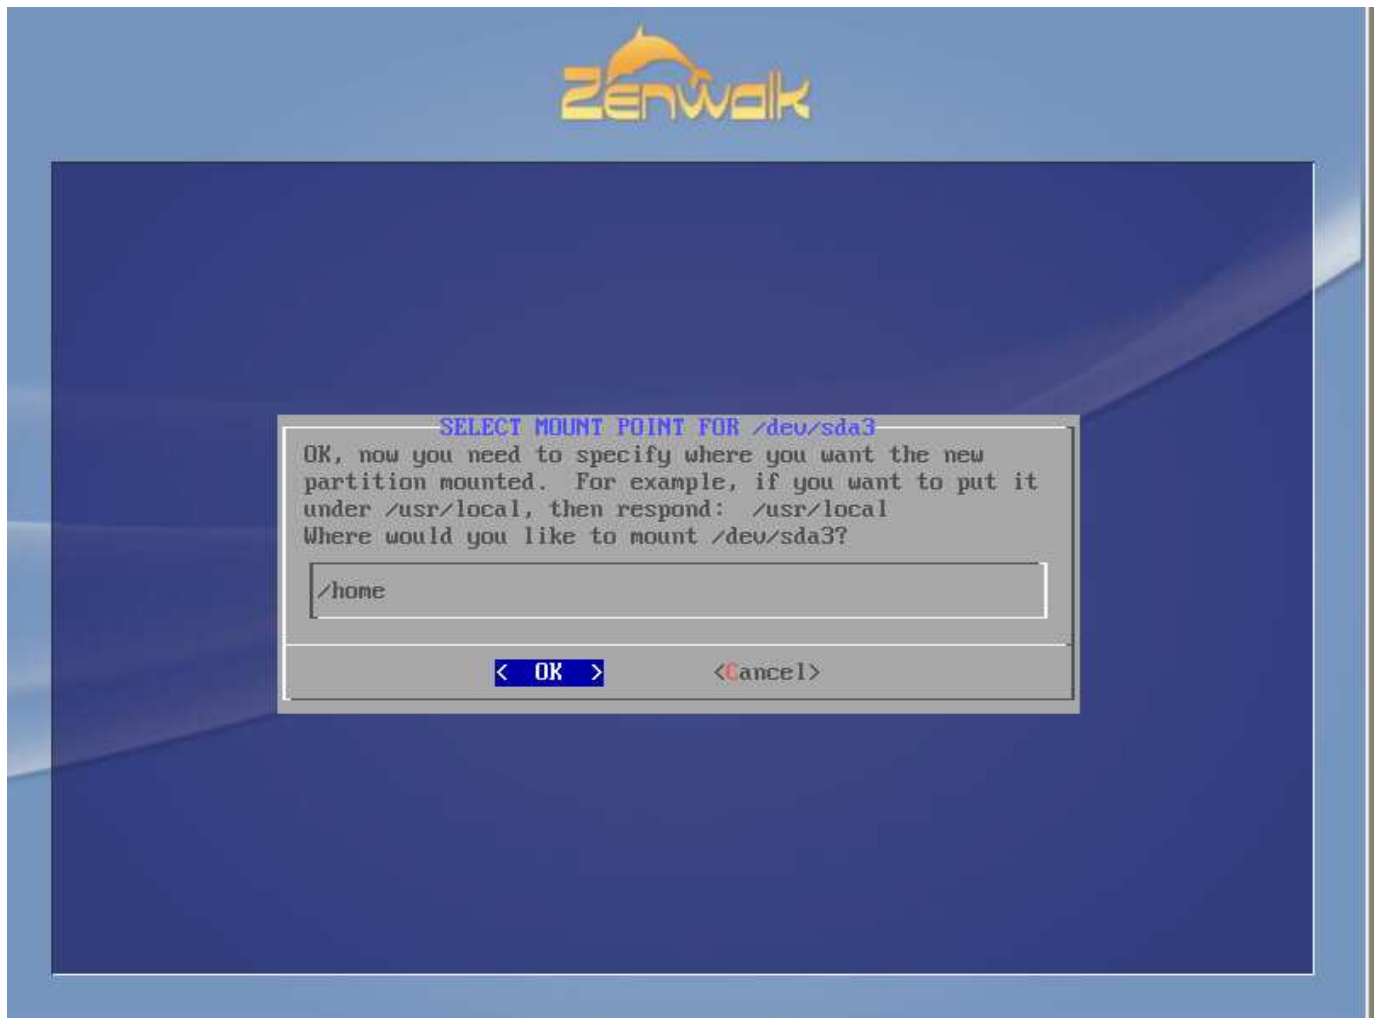 zenwalk
SELECT MOUNT POINT FOR /dev/sda3
OK, now you need to specify where you want the new
partition mounted.  For example, if you want to put it
under /usr/local, then respond:  /usr/local
Where would you like to mount /dev/sda3?
/home
<  OK  > <Cancel>